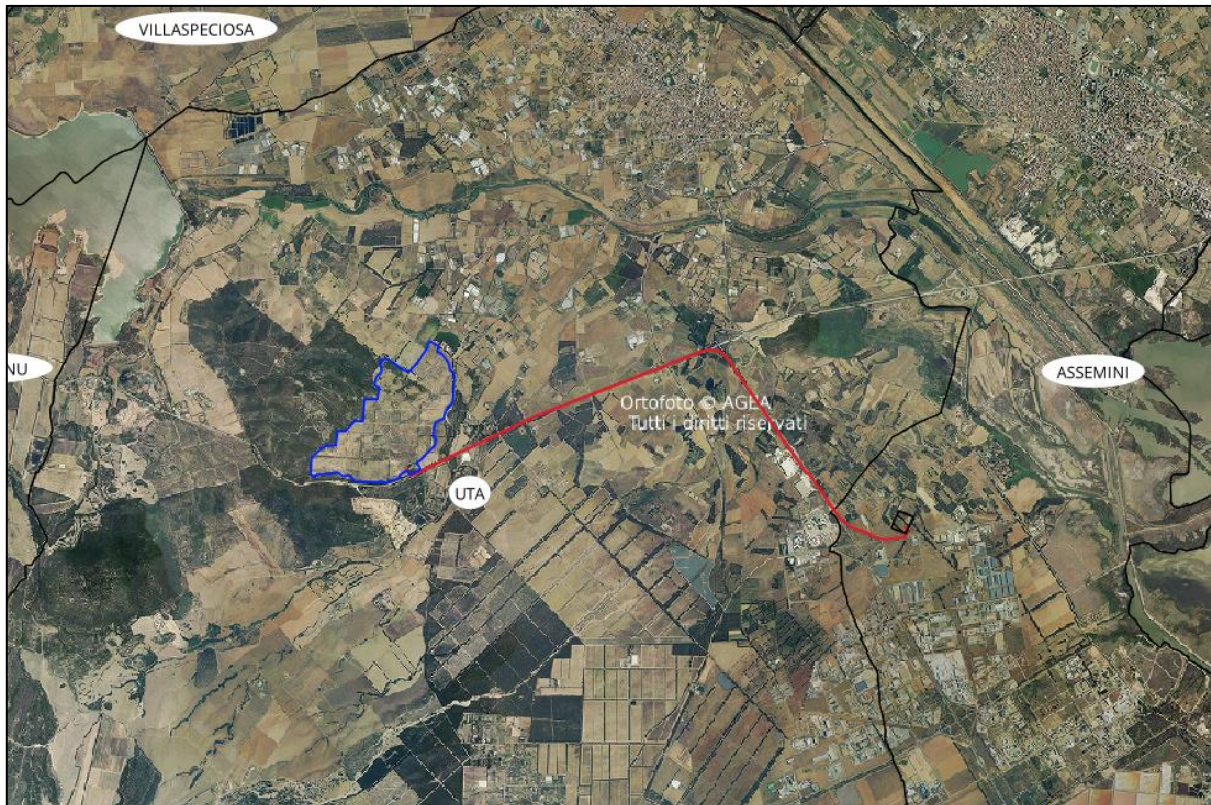 VILLASPECIOSA
NU
ASSEMINI
Ortofoto © AGEA
Tutti i diritti riservati
UTA